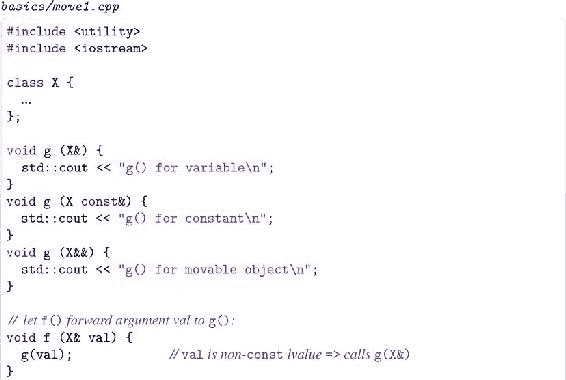 basics/move1.cpp
#include <utility>
#include <iostream>
class X {
...
};
void g (X&) {
std::cout << "g() for variable\n";
}
void g (X const&) {
std::cout << "g() for constant\n";
}
void g (X&&) {
std::cout << "g() for movable object\n";
}
// let f() forward argument val to g():
void f (X& val) {
g(val); // val is non-const lvalue => calls g(X&)
}